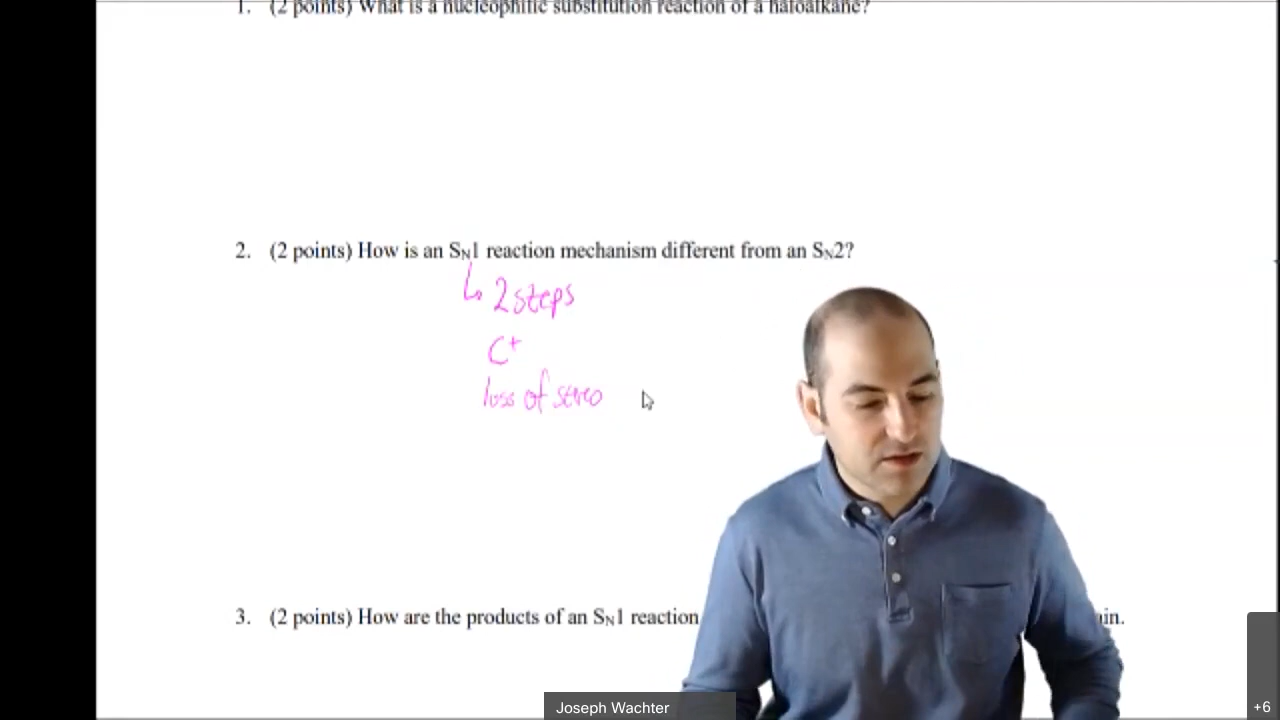 1. (2 points) What is a nucleophilic substitution reaction of a haloalkane?
2. (2 points) How is an SN1 reaction mechanism different from an SN2?
↳ 2 steps
C+
loss of stereo
3. (2 points) How are the products of an SN1 reaction
in.
Joseph Wachter
+6